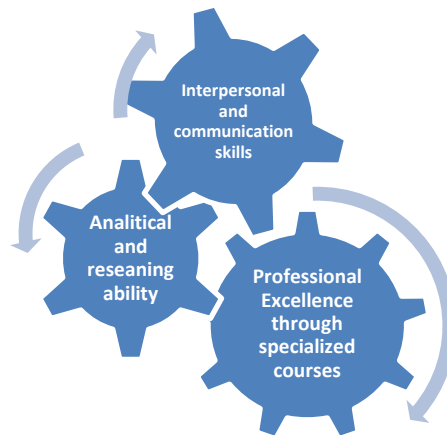 Interpersonal
and
communication
skills
Analitical
and
reseaning
ability
Professional
Excellence
through
specialized
courses